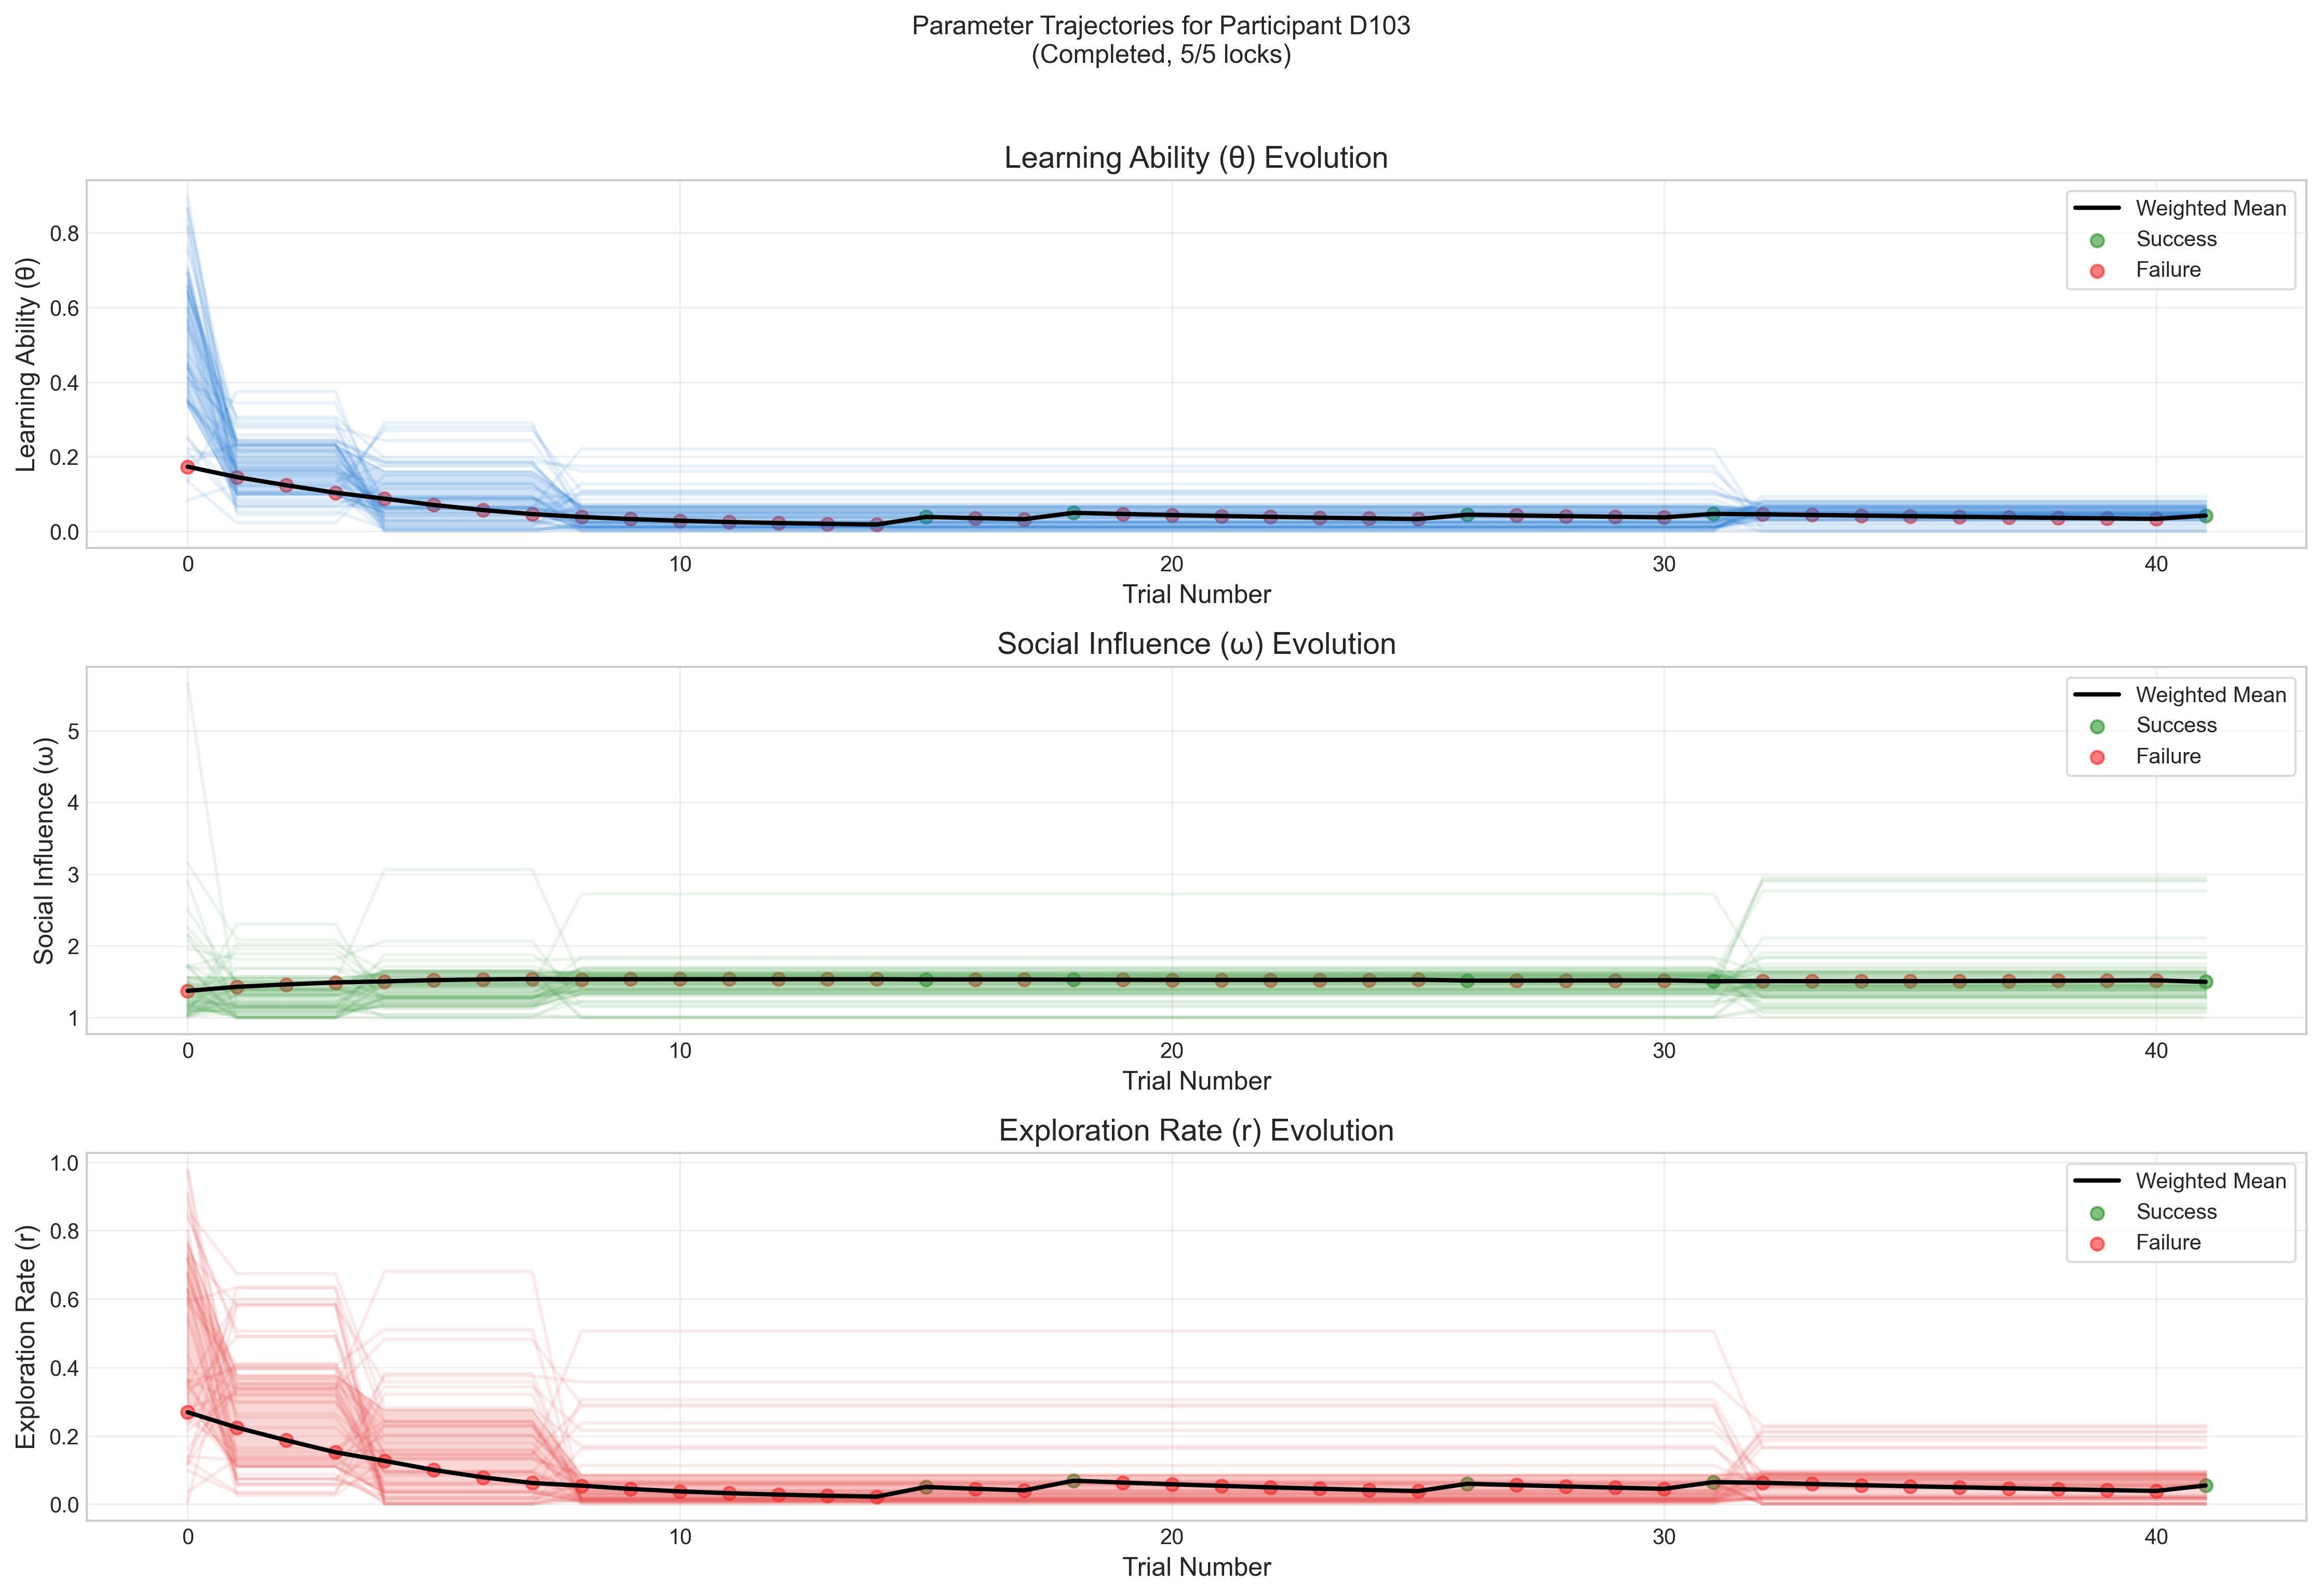 Parameter Trajectories for Participant D103
(Completed, 5/5 locks)
Learning Ability (θ) Evolution
Learning Ability (θ)
0.8
0.6
0.4
0.2
0.0
Weighted Mean
Success
Failure
0 10 20 30 40
Trial Number
Social Influence (ω) Evolution
Social Influence (ω)
5
4
3
2
1
Weighted Mean
Success
Failure
0 10 20 30 40
Trial Number
Exploration Rate (r) Evolution
Exploration Rate (r)
1.0
0.8
0.6
0.4
0.2
0.0
Weighted Mean
Success
Failure
0 10 20 30 40
Trial Number